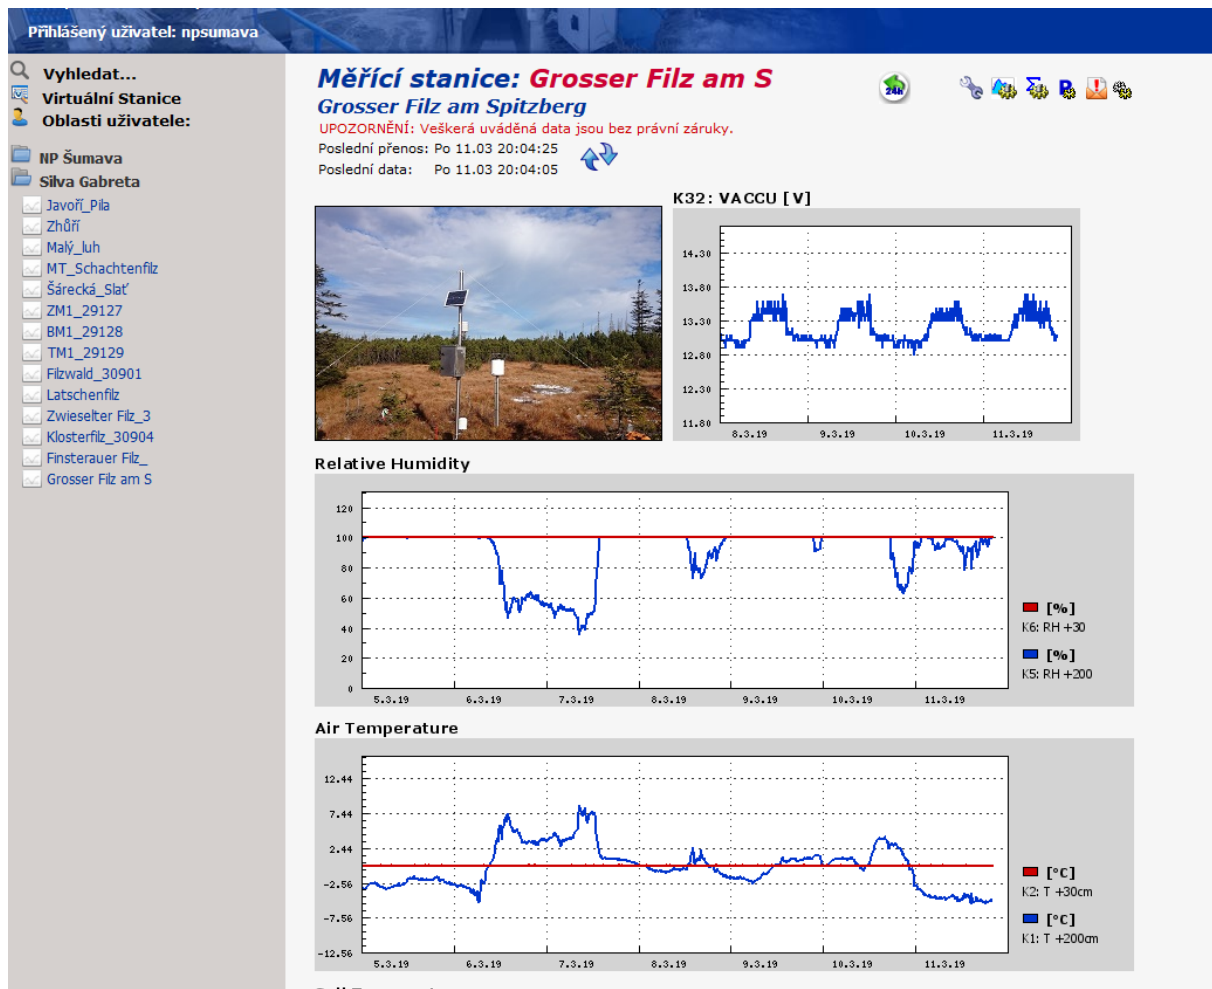 Přihlášený uživatel: npsumava
Vyhledat...
Virtuální Stanice
Oblasti uživatele:
NP Šumava
Silva Gabreta
Javoří_Pila
Zhůří
Malý_luh
MT_Schachtenfilz
Šárecká_Slať
ZM1_29127
BM1_29128
TM1_29129
Filzwald_30901
Latschenfilz
Zwieselter Filz_3
Klosterfilz_30904
Finsterauer Filz_
Grosser Filz am S
Měřící stanice: Grosser Filz am S
Grosser Filz am Spitzberg
UPOZORNĚNÍ: Veškerá uváděná data jsou bez právní záruky.
Poslední přenos: Po 11.03 20:04:25
Poslední data: Po 11.03 20:04:05
24h
K32: VACCU [V]
14.30
13.80
13.30
12.80
12.30
11.80
8.3.19 9.3.19 10.3.19 11.3.19
Relative Humidity
120
100
80
60
40
20
0
5.3.19 6.3.19 7.3.19 8.3.19 9.3.19 10.3.19 11.3.19
[%]
K6: RH +30
[%]
K5: RH +200
Air Temperature
12.44
7.44
2.44
-2.56
-7.56
-12.56
5.3.19 6.3.19 7.3.19 8.3.19 9.3.19 10.3.19 11.3.19
[°C]
K2: T +30cm
[°C]
K1: T +200cm